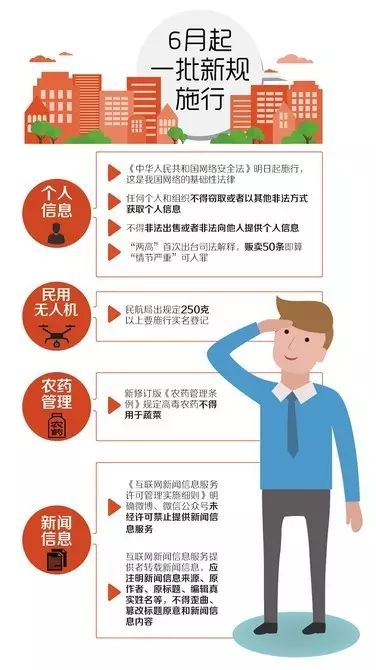 6月起
一批新规
施行
个人
信息
《中华人民共和国网络安全法》明日起施行，
这是我国网络的基础性法律
任何个人和组织不得窃取或者以其他非法方式
获取个人信息
不得非法出售或者非法向他人提供个人信息
“两高”首次出台司法解释，贩卖50条即算
“情节严重”可入罪
民用
无人机
民航局出规定250克
以上要施行实名登记
农药
管理
农药
新修订版《农药管理条
例》规定高毒农药不得
用于蔬菜
新闻
信息
《互联网新闻信息服务
许可管理实施细则》明
确微博、微信公众号未
经许可禁止提供新闻信
息服务
互联网新闻信息服务提
供者转载新闻信息，应
注明新闻信息来源、原
作者、原标题、编辑真
实姓名等，不得歪曲、
篡改标题原意和新闻信
息内容